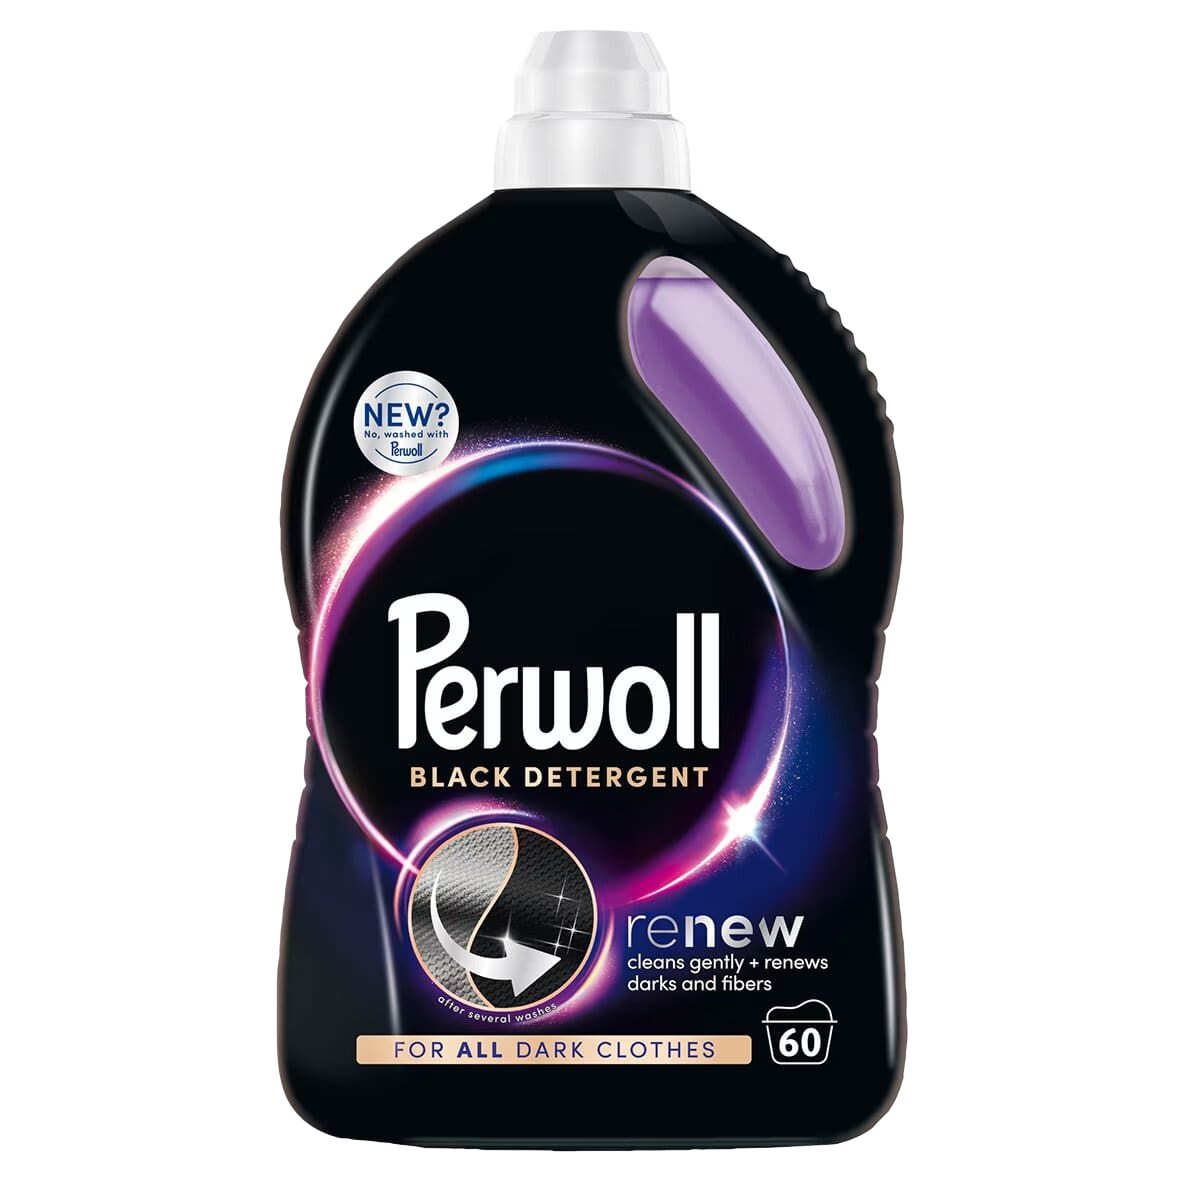 NEW?
No, washed with
Perwoll
Perwoll
BLACK DETERGENT
after several washes
renew
cleans gently + renews
darks and fibers
FOR ALL DARK CLOTHES
60